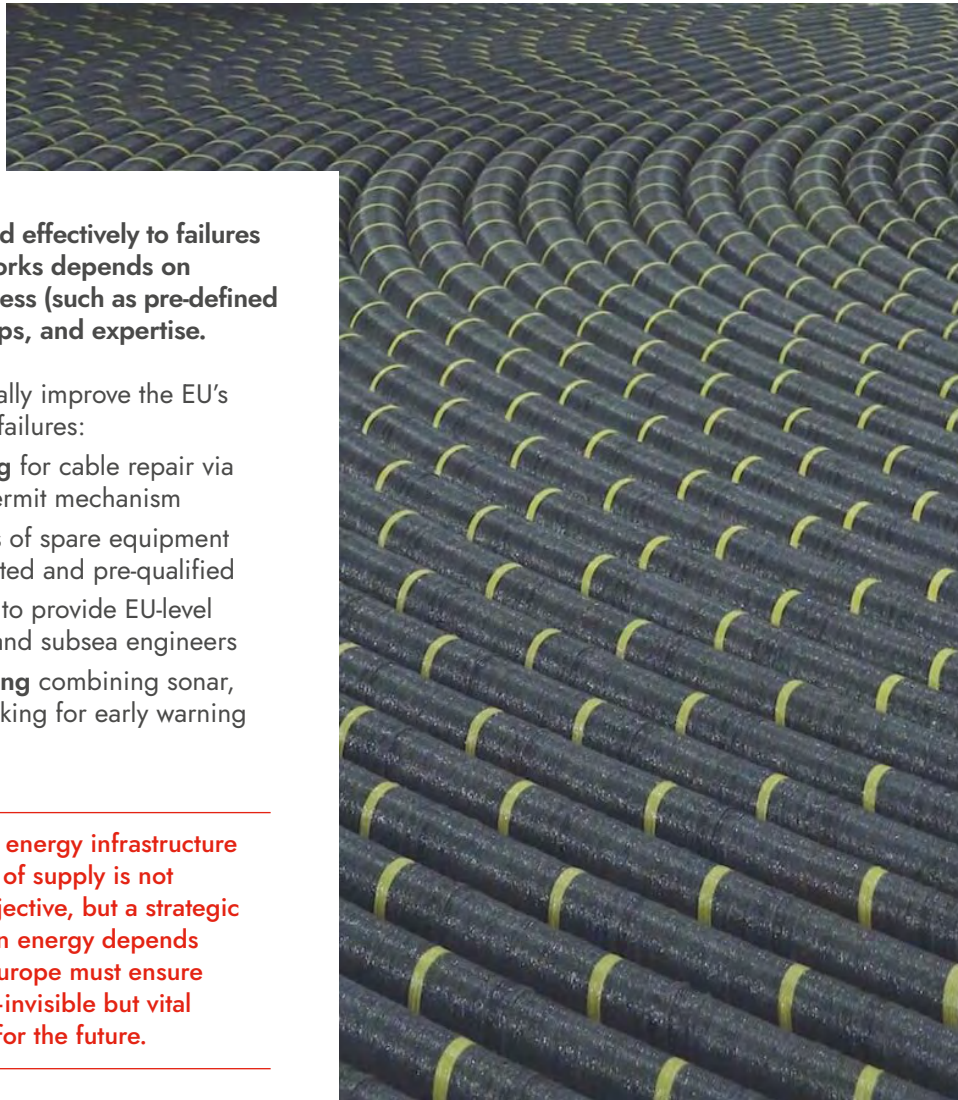 d effectively to failures
orks depends on
ess (such as pre-defined
ps, and expertise.
ally improve the EU's
failures:
g for cable repair via
ermit mechanism
s of spare equipment
ted and pre-qualified
to provide EU-level
and subsea engineers
ng combining sonar,
king for early warning
energy infrastructure
of supply is not
jective, but a strategic
n energy depends
urope must ensure
-invisible but vital
for the future.